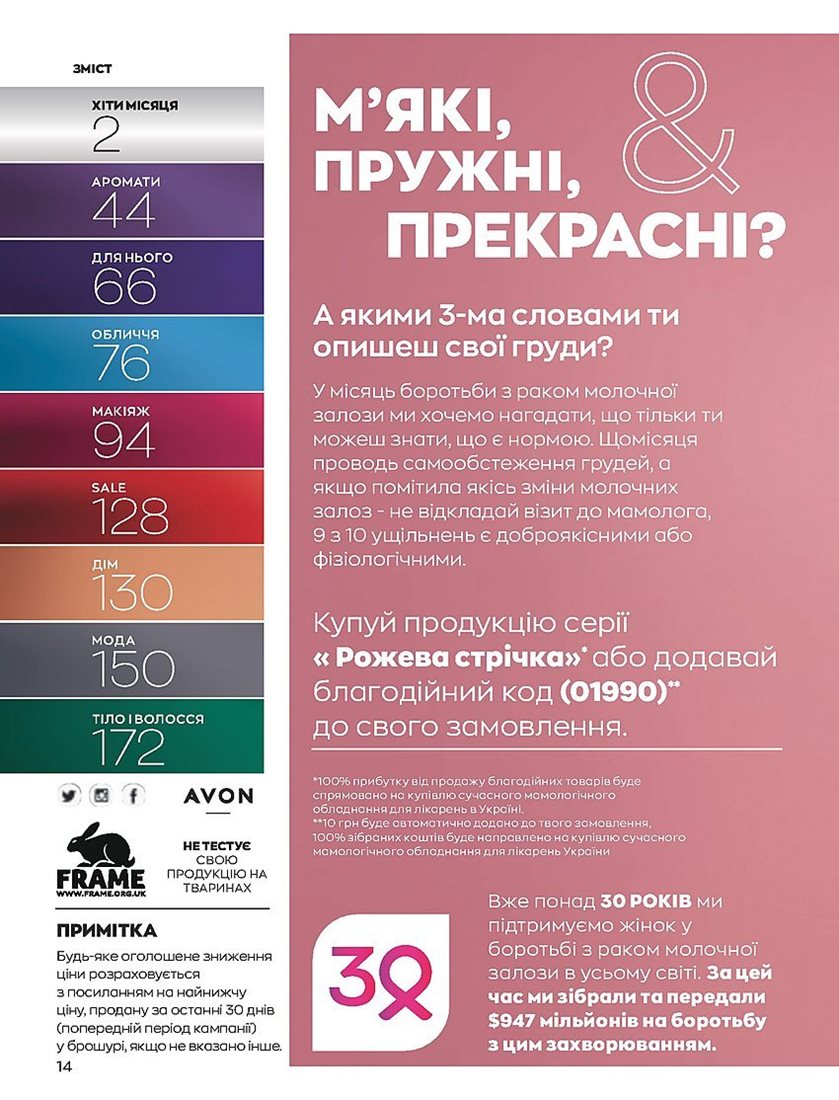 ЗМІСТ
ХІТИ МІСЯЦЯ
2
АРОМАТИ
44
ДЛЯ НЬОГО
66
ОБЛИЧЧЯ
76
МАКІЯЖ
94
SALE
128
ДІМ
130
МОДА
150
ТІЛО І ВОЛОССЯ
172
AVON
FRAME
WWW.FRAME.ORG.UK
НЕ ТЕСТУЄ
СВОЮ
ПРОДУКЦІЮ НА
ТВАРИНАХ
ПРИМІТКА
Будь-яке оголошене зниження
ціни розраховується
з посиланням на найнижчу
ціну, продану за останні 30 днів
(попередній період кампанії)
у брошурі, якщо не вказано інше.
14
М’ЯКІ,
ПРУЖНІ, &
ПРЕКРАСНІ?
А якими 3-ма словами ти
опишеш свої груди?
У місяць боротьби з раком молочної
залози ми хочемо нагадати, що тільки ти
можеш знати, що є нормою. Щомісяця
проводь самообстеження грудей, а
якщо помітила якісь зміни молочних
залоз - не відкладай візит до мамолога,
9 з 10 ущільнень є доброякісними або
фізіологічними.
Купуй продукцію серії
« Рожева стрічка»* або додавай
благодійний код (01990)**
до свого замовлення.
*100% прибутку від продажу благодійних товарів буде
спрямовано на купівлю сучасного мамологічного
обладнання для лікарень в Україні.
**10 грн буде автоматично додано до твого замовлення,
100% зібраних коштів буде направлено на купівлю сучасного
мамологічного обладнання для лікарень України
30
Вже понад 30 РОКІВ ми
підтримуємо жінок у
боротьбі з раком молочної
залози в усьому світі. За цей
час ми зібрали та передали
$947 мільйонів на боротьбу
з цим захворюванням.